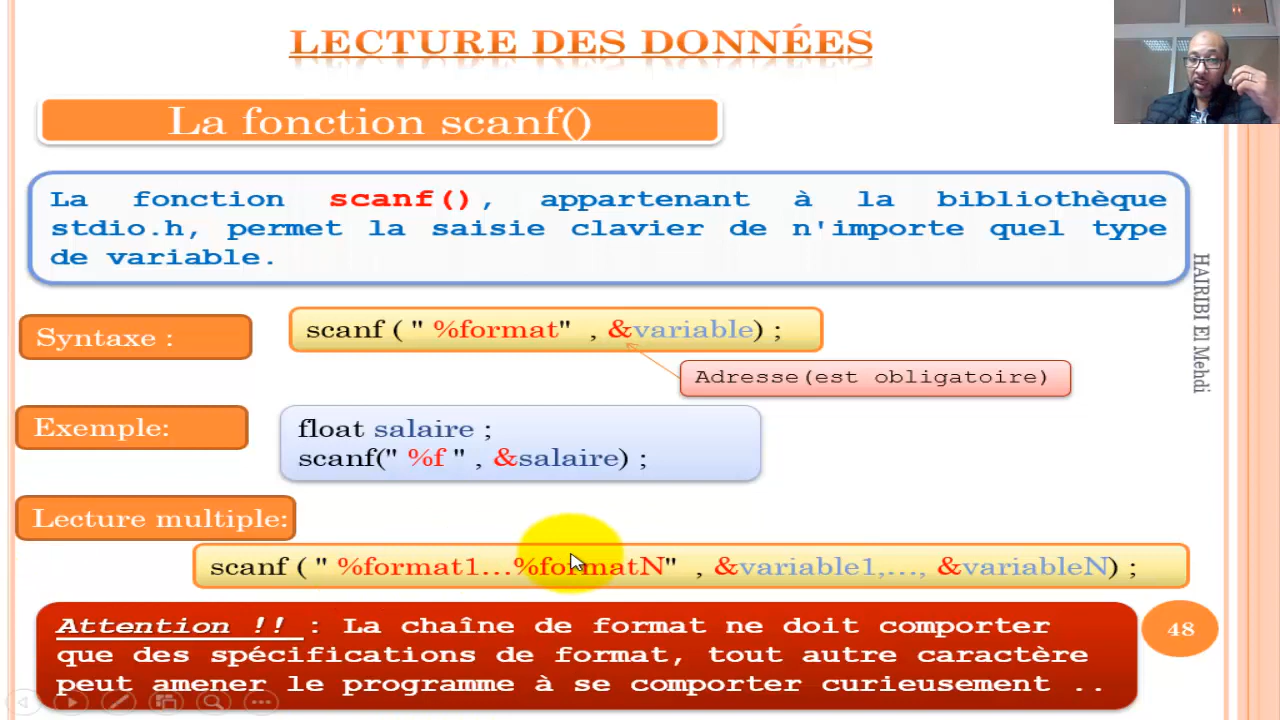 LECTURE DES DONNÉES
La fonction scanf()
La fonction scanf(), appartenant à la bibliothèque
stdio.h, permet la saisie clavier de n'importe quel type
de variable.
Syntaxe :
scanf ( " %format" , &variable) ;
Adresse(est obligatoire)
Exemple:
float salaire ;
scanf(" %f " , &salaire) ;
Lecture multiple:
scanf ( " %format1...%formatN" , &variable1,..., &variableN) ;
Attention !! : La chaîne de format ne doit comporter
que des spécifications de format, tout autre caractère
peut amener le programme à se comporter curieusement ..
48
HAIRIBI El Mehdi